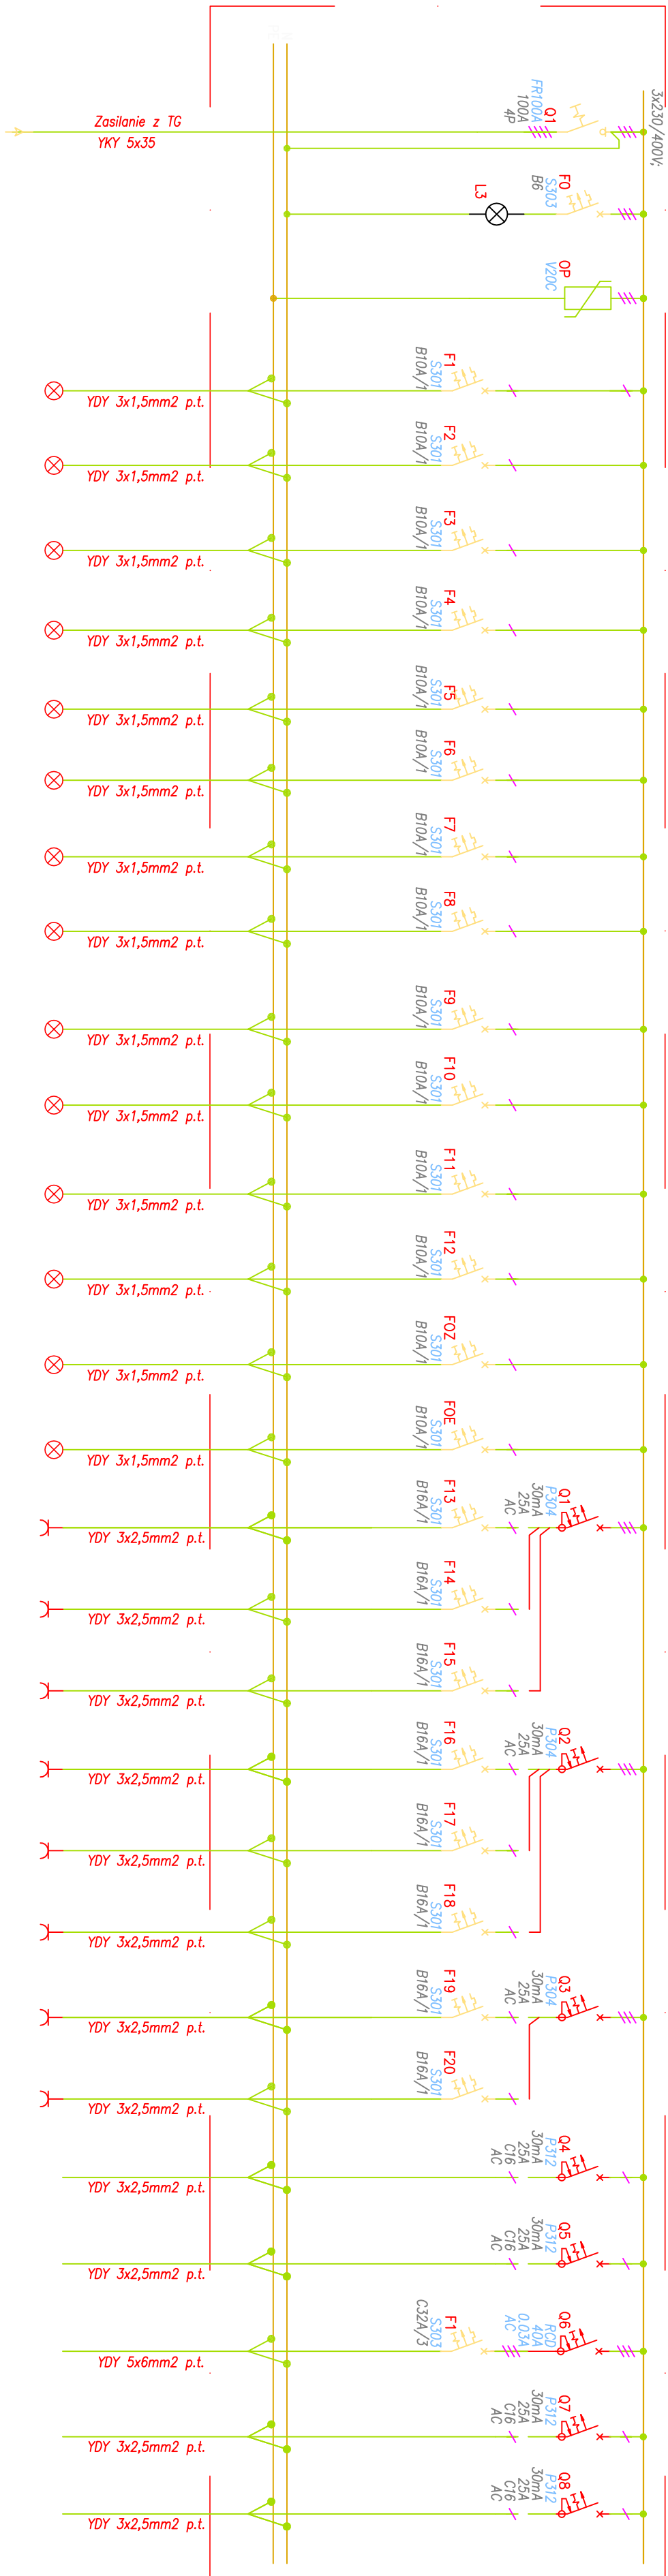 3x230/400V;
Zasilanie z TG
YKY 5x35
Q1
FR100A
100A
4P
F0
S303
B6
L3
OP
V20C
F1
S301
B10A/1
YDY 3x1,5mm2 p.t.
F2
S301
B10A/1
YDY 3x1,5mm2 p.t.
F3
S301
B10A/1
YDY 3x1,5mm2 p.t.
F4
S301
B10A/1
YDY 3x1,5mm2 p.t.
F5
S301
B10A/1
YDY 3x1,5mm2 p.t.
F6
S301
B10A/1
YDY 3x1,5mm2 p.t.
F7
S301
B10A/1
YDY 3x1,5mm2 p.t.
F8
S301
B10A/1
YDY 3x1,5mm2 p.t.
F9
S301
B10A/1
YDY 3x1,5mm2 p.t.
F10
S301
B10A/1
YDY 3x1,5mm2 p.t.
F11
S301
B10A/1
YDY 3x1,5mm2 p.t.
F12
S301
B10A/1
YDY 3x1,5mm2 p.t.
FOZ
S301
B10A/1
YDY 3x1,5mm2 p.t.
FOE
S301
B10A/1
YDY 3x1,5mm2 p.t.
Q1
P304
30mA
25A
AC
F13
S301
B16A/1
YDY 3x2,5mm2 p.t.
F14
S301
B16A/1
YDY 3x2,5mm2 p.t.
F15
S301
B16A/1
YDY 3x2,5mm2 p.t.
Q2
P304
30mA
25A
AC
F16
S301
B16A/1
YDY 3x2,5mm2 p.t.
F17
S301
B16A/1
YDY 3x2,5mm2 p.t.
F18
S301
B16A/1
YDY 3x2,5mm2 p.t.
Q3
P304
30mA
25A
AC
F19
S301
B16A/1
YDY 3x2,5mm2 p.t.
F20
S301
B16A/1
YDY 3x2,5mm2 p.t.
Q4
P312
30mA
25A
C16
AC
YDY 3x2,5mm2 p.t.
Q5
P312
30mA
25A
C16
AC
YDY 3x2,5mm2 p.t.
Q6
RCD
40A
0.03A
AC
F1
S303
C32A/3
YDY 5x6mm2 p.t.
Q7
P312
30mA
25A
C16
AC
YDY 3x2,5mm2 p.t.
Q8
P312
30mA
25A
C16
AC
YDY 3x2,5mm2 p.t.